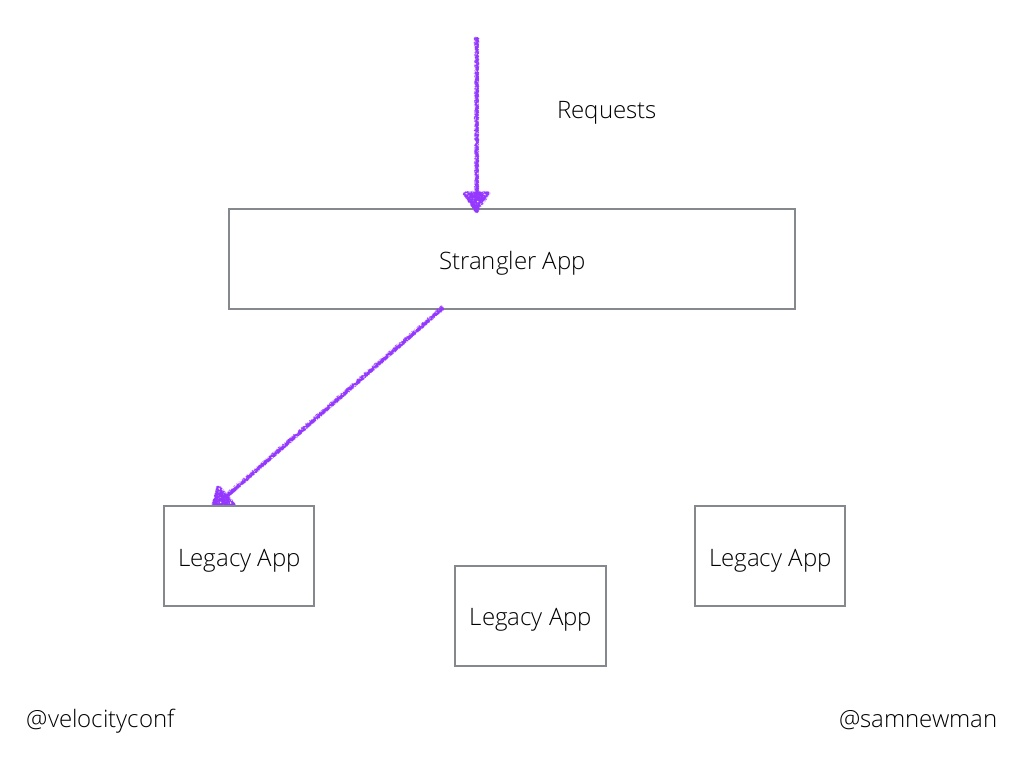 Requests
Strangler App
Legacy App
Legacy App
Legacy App
@velocityconf
@samnewman